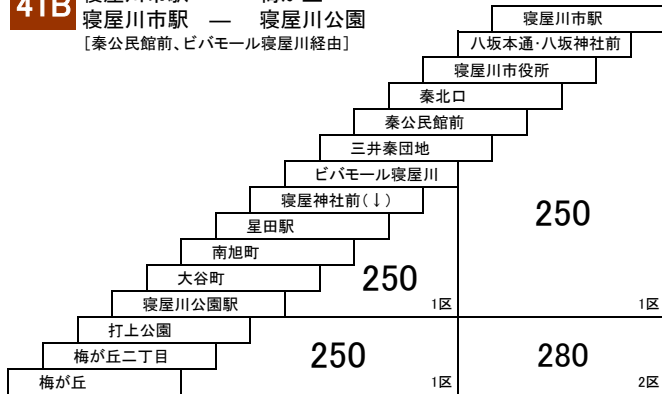 41B
寝屋川市駅 ― 寝屋川公園
[秦公民館前、ビバモール寝屋川経由]
寝屋川市駅
八坂本通・八坂神社前
寝屋川市役所
秦北口
秦公民館前
三井秦団地
ビバモール寝屋川
寝屋神社前(↓)
星田駅
南旭町
大谷町
寝屋川公園駅
打上公園
梅が丘二丁目
梅が丘
250
1区
250
1区
250
1区
280
2区